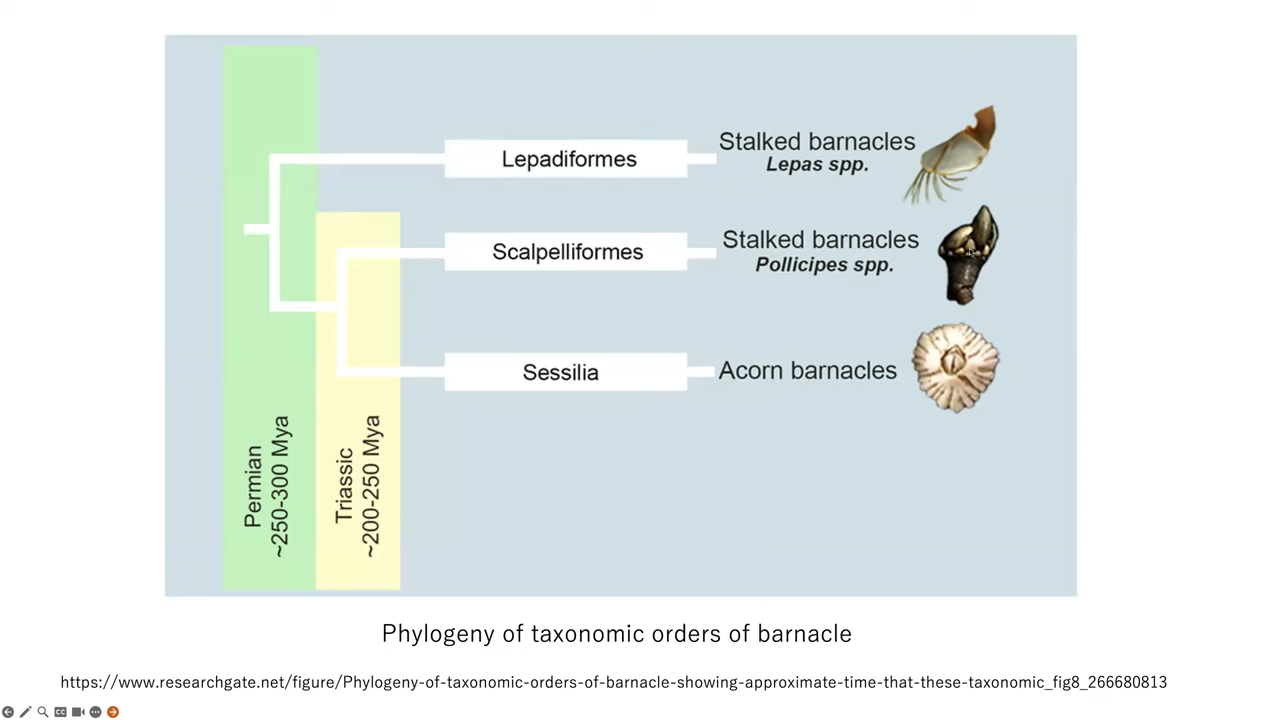 Lepadiformes
Stalked barnacles
Lepas spp.
Scalpelliformes
Stalked barnacles
Pollicipes spp.
Sessilia
Acorn barnacles
Permian
~250-300 Mya
Triassic
~200-250 Mya
Phylogeny of taxonomic orders of barnacle
https://www.researchgate.net/figure/Phylogeny-of-taxonomic-orders-of-barnacle-showing-approximate-time-that-these-taxonomic_fig8_266680813